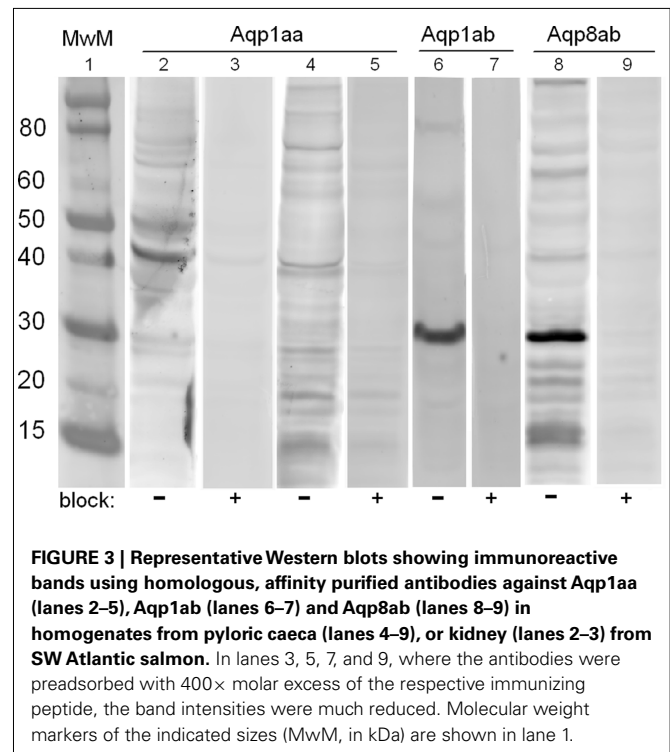 MwM Aqp1aa Aqp1ab Aqp8ab
1 2 3 4 5 6 7 8 9
80
60
50
40
30
20
15
block: − + − + − + − +
FIGURE 3 | Representative Western blots showing immunoreactive
bands using homologous, affinity purified antibodies against Aqp1aa
(lanes 2–5), Aqp1ab (lanes 6–7) and Aqp8ab (lanes 8–9) in
homogenates from pyloric caeca (lanes 4–9), or kidney (lanes 2–3) from
SW Atlantic salmon. In lanes 3, 5, 7, and 9, where the antibodies were
preadsorbed with 400× molar excess of the respective immunizing
peptide, the band intensities were much reduced. Molecular weight
markers of the indicated sizes (MwM, in kDa) are shown in lane 1.